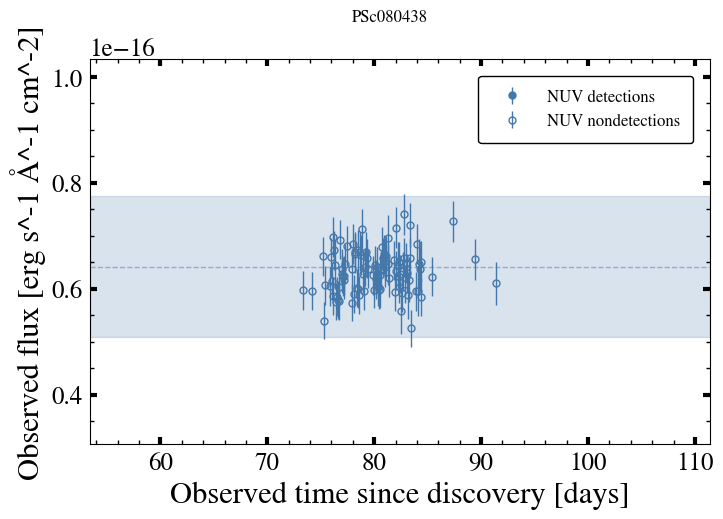 PSc080438
1e−16
1.0
0.8
0.6
0.4
60 70 80 90 100 110
Observed time since discovery [days]
Observed flux [erg s^-1 Å^-1 cm^-2]
NUV detections
NUV nondetections